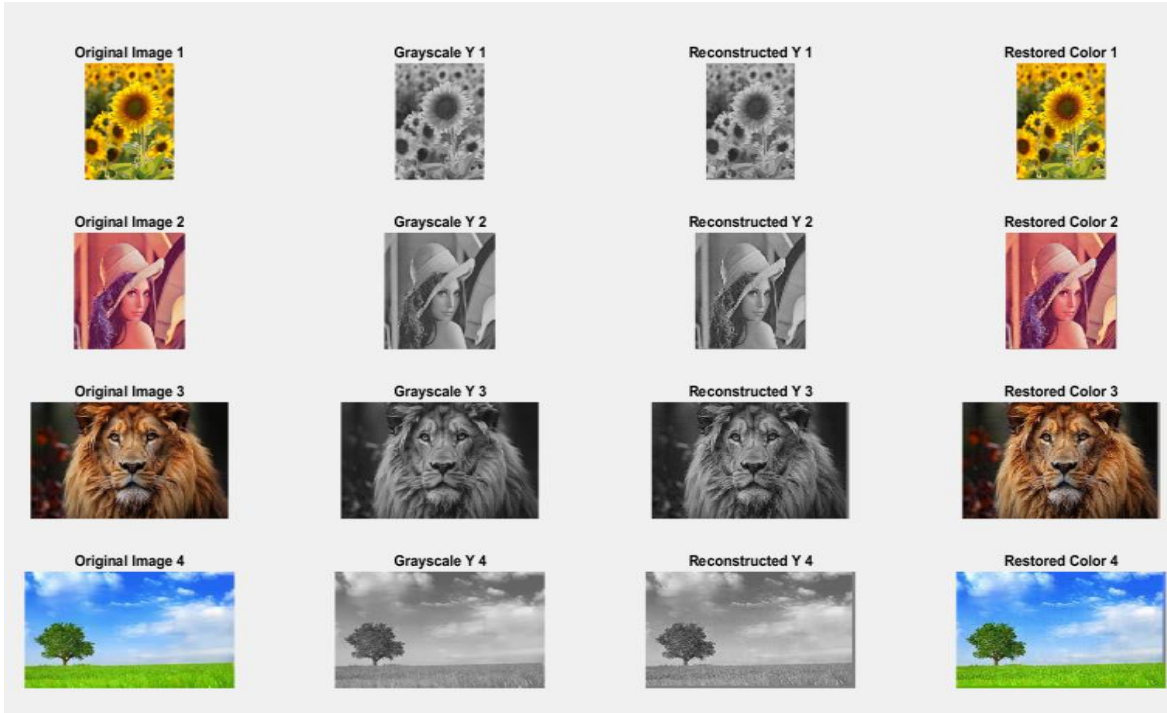 Original Image 1
Grayscale Y 1
Reconstructed Y 1
Restored Color 1
Original Image 2
Grayscale Y 2
Reconstructed Y 2
Restored Color 2
Original Image 3
Grayscale Y 3
Reconstructed Y 3
Restored Color 3
Original Image 4
Grayscale Y 4
Reconstructed Y 4
Restored Color 4